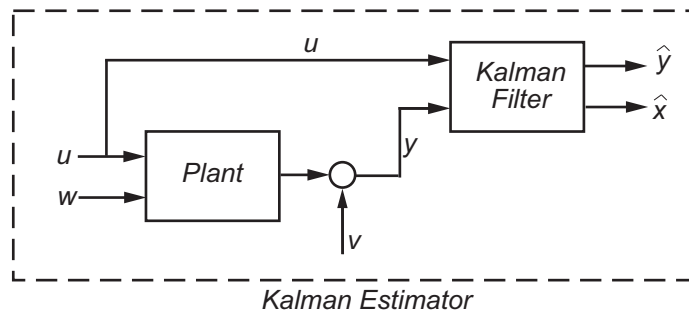 u
Kalman
Filter
ŷ
x̂
y
u
Plant
w
v
Kalman Estimator